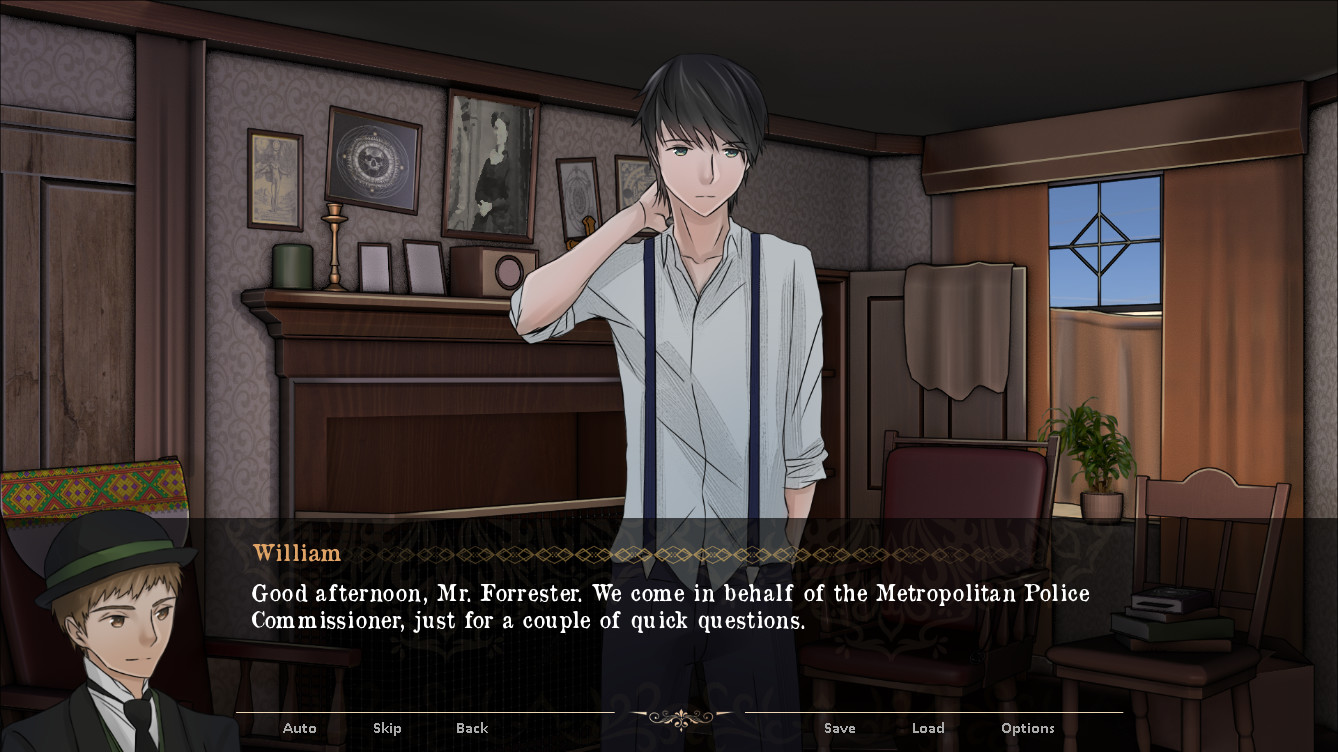 William
Good afternoon, Mr. Forrester. We come in behalf of the Metropolitan Police
Commissioner, just for a couple of quick questions.
Auto Skip Back Save Load Options